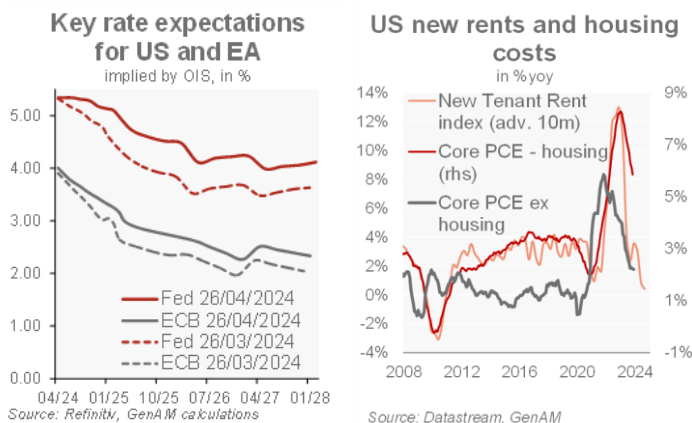 Key rate expectations
for US and EA
implied by OIS, in %
5.00
4.00
3.00
2.00
1.00
0.00
Fed 26/04/2024
ECB 26/04/2024
Fed 26/03/2024
ECB 26/03/2024
04/24 01/25 10/25 07/26 04/27 01/28
Source: Refinitiv, GenAM calculations
US new rents and housing
costs
in %yoy
14%
12%
10%
8%
6%
4%
2%
0%
-2%
-4%
New Tenant Rent
index (adv. 10m)
Core PCE - housing
(rhs)
Core PCE ex
housing
9%
7%
5%
3%
1%
-1%
2008 2012 2016 2020 2024
Source: Datastream, GenAM